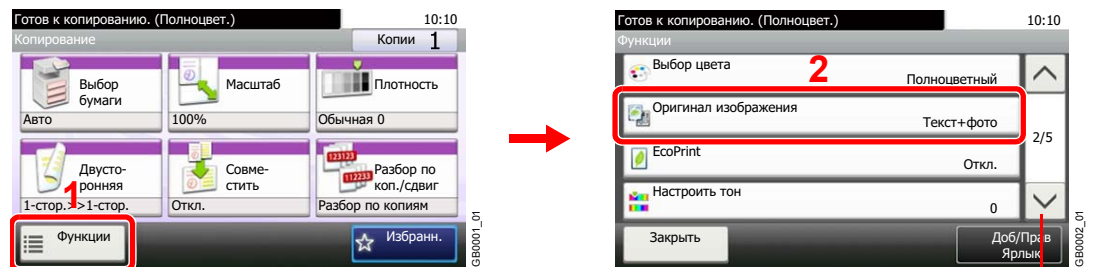 Готов к копированию. (Полноцвет.) 10:10
Копирование Копии 1
Выбор бумаги
Авто
Масштаб
100%
Плотность
Обычная 0
Двусто-
ронняя
1-стор.>>1-стор.
Совме-
стить
Откл.
123123
112233
Разбор по
коп./сдвиг
Разбор по копиям
1
Функции
Избранн.
GB0001_01
Готов к копированию. (Полноцвет.) 10:10
Функции
2
Выбор цвета
Полноцветный
Оригинал изображения
Текст+фото
2/5
EcoPrint
Откл.
Настроить тон
0
Закрыть
Доб/Прав
Ярлык
GB0002_01